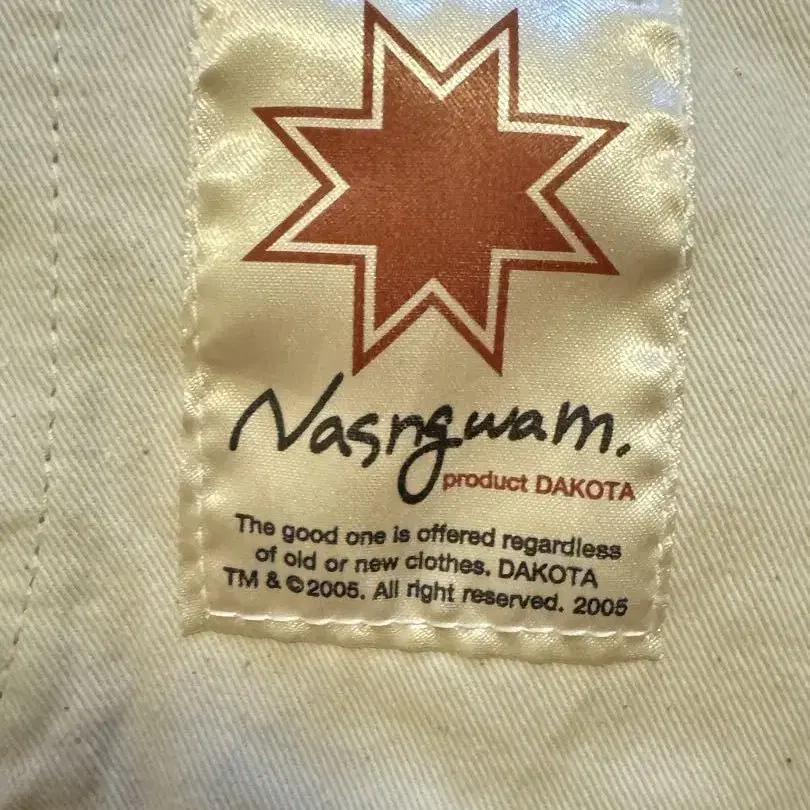 Nasngwam.
product DAKOTA
The good one is offered regardless
of old or new clothes. DAKOTA
TM & ©2005. All right reserved. 2005